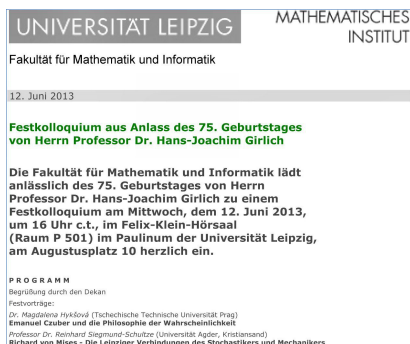 UNIVERSITÄT LEIPZIG
MATHEMATISCHES
INSTITUT
Fakultät für Mathematik und Informatik
12. Juni 2013
Festkolloquium aus Anlass des 75. Geburtstages
von Herrn Professor Dr. Hans-Joachim Girlich
Die Fakultät für Mathematik und Informatik lädt
anlässlich des 75. Geburtstages von Herrn
Professor Dr. Hans-Joachim Girlich zu einem
Festkolloquium am Mittwoch, dem 12. Juni 2013,
um 16 Uhr c.t., im Felix-Klein-Hörsaal
(Raum P 501) im Paulinum der Universität Leipzig,
am Augustusplatz 10 herzlich ein.
P R O G R A M M
Begrüßung durch den Dekan
Festvorträge:
Dr. Magdalena Hykšová (Tschechische Technische Universität Prag)
Emanuel Czuber und die Philosophie der Wahrscheinlichkeit
Professor Dr. Reinhard Siegmund-Schultze (Universität Agder, Kristiansand)
Richard von Mises - Die Leipziger Verbindungen des Stochastikers und Mechanikers